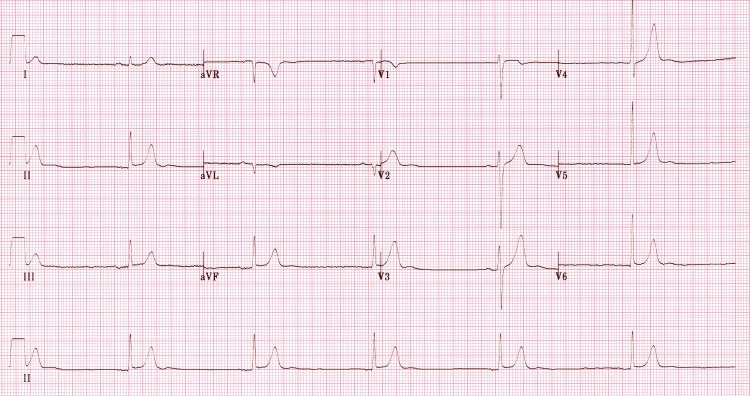 I aVR V1 V4
II aVL V2 V5
III aVF V3 V6
II